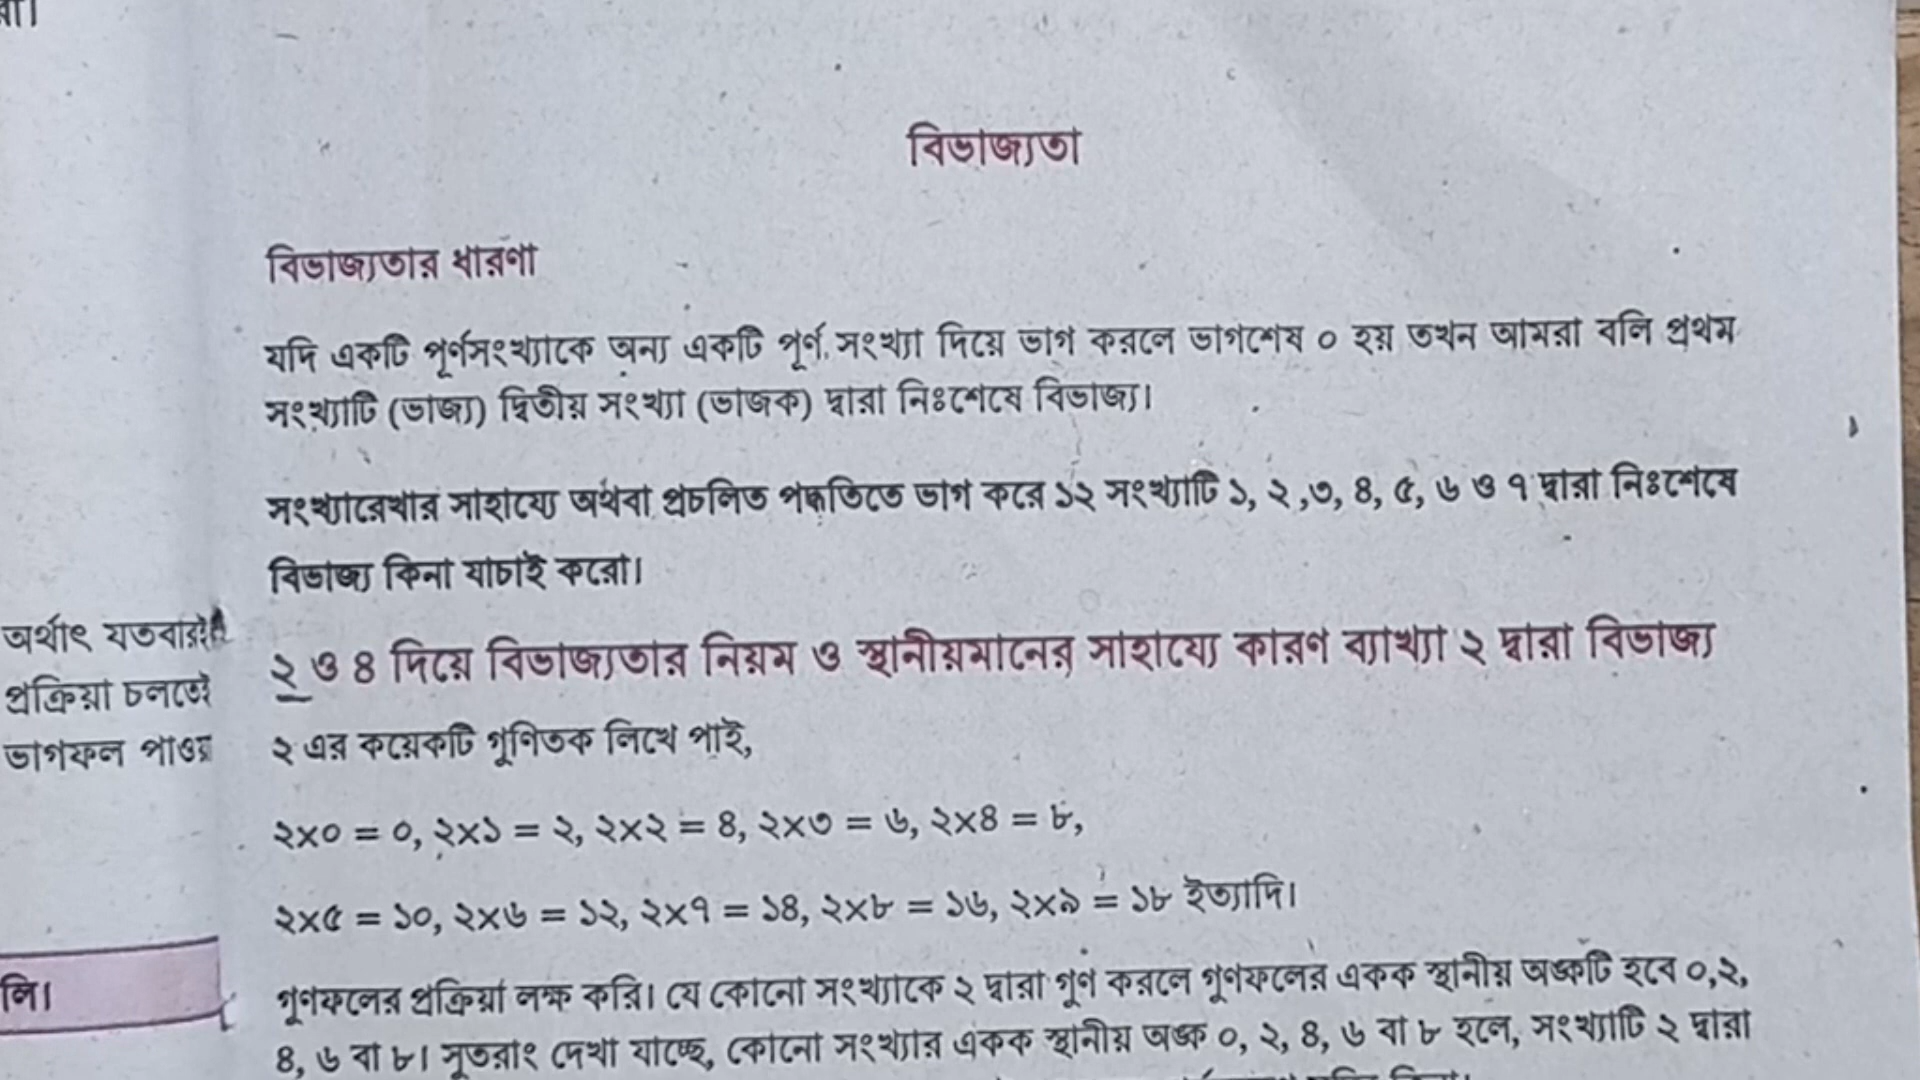 বিভাজ্যতা
বিভাজ্যতার ধারণা
যদি একটি পূর্ণসংখ্যাকে অন্য একটি পূর্ণ সংখ্যা দিয়ে ভাগ করলে ভাগশেষ ০ হয় তখন আমরা বলি প্রথম
সংখ্যাটি (ভাজ্য) দ্বিতীয় সংখ্যা (ভাজক) দ্বারা নিঃশেষে বিভাজ্য।
সংখ্যারেখার সাহায্যে অথবা প্রচলিত পদ্ধতিতে ভাগ করে ১২ সংখ্যাটি ১, ২ ,৩, ৪, ৫, ৬ ও ৭ দ্বারা নিঃশেষে
বিভাজ্য কিনা যাচাই করো।
২ ও ৪ দিয়ে বিভাজ্যতার নিয়ম ও স্থানীয়মানের সাহায্যে কারণ ব্যাখ্যা ২ দ্বারা বিভাজ্য
২ এর কয়েকটি গুণিতক লিখে পাই,
২×০ = ০, ২×১ = ২, ২×২ = ৪, ২×৩ = ৬, ২×৪ = ৮,
২×৫ = ১০, ২×৬ = ১২, ২×৭ = ১৪, ২×৮ = ১৬, ২×৯ = ১৮ ইত্যাদি।
গুণফলের প্রক্রিয়া লক্ষ করি। যে কোনো সংখ্যাকে ২ দ্বারা গুণ করলে গুণফলের একক স্থানীয় অঙ্কটি হবে ০,২,
৪, ৬ বা ৮। সুতরাং দেখা যাচ্ছে, কোনো সংখ্যার একক স্থানীয় অঙ্ক ০, ২, ৪, ৬ বা ৮ হলে, সংখ্যাটি ২ দ্বারা
অর্থাৎ যতবারই
প্রক্রিয়া চলতেই
ভাগফল
লি।